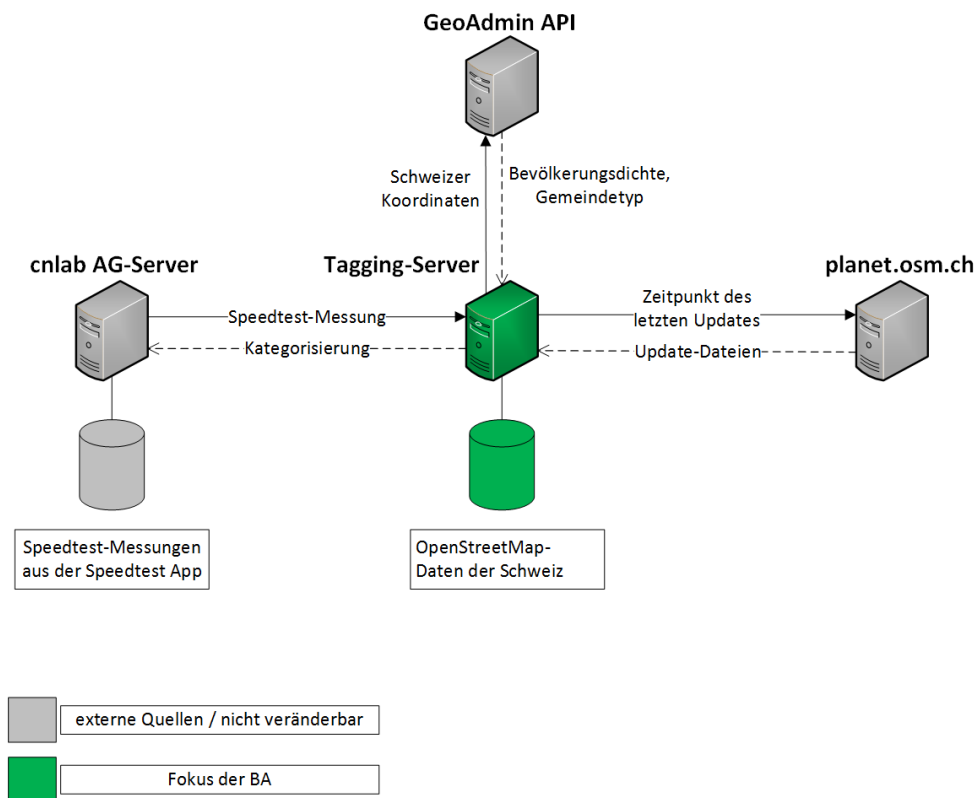 GeoAdmin API
Schweizer
Koordinaten
Bevölkerungsdichte,
Gemeindetyp
cnlab AG-Server
Tagging-Server
planet.osm.ch
Speedtest-Messung
Kategorisierung
Zeitpunkt des
letzten Updates
Update-Dateien
Speedtest-Messungen
aus der Speedtest App
OpenStreetMap-
Daten der Schweiz
externe Quellen / nicht veränderbar
Fokus der BA